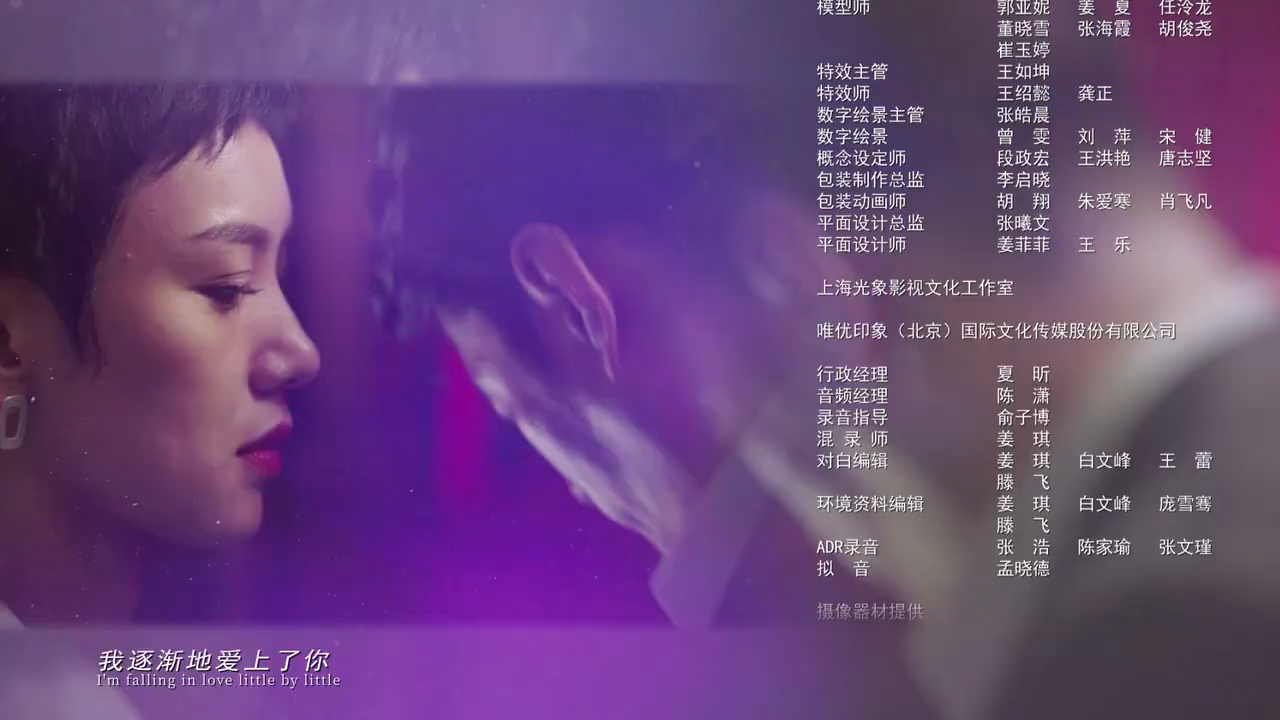 模型师 郭亚妮 姜 夏 任泠龙
董晓雪 张海霞 胡俊尧
崔玉婷
特效主管 王如坤
特效师 王绍懿 龚正
数字绘景主管 张皓晨
数字绘景 曾 雯 刘 萍 宋 健
概念设定师 段政宏 王洪艳 唐志坚
包装制作总监 李启晓
包装动画师 胡 翔 朱爱寒 肖飞凡
平面设计总监 张曦文
平面设计师 姜菲菲 王 乐
上海光象影视文化工作室
唯优印象（北京）国际文化传媒股份有限公司
行政经理 夏 昕
音频经理 陈 潇
录音指导 俞子博
混 录 师 姜 琪
对白编辑 姜 琪 白文峰 王 蕾
滕 飞
环境资料编辑 姜 琪 白文峰 庞雪骞
滕 飞
ADR录音 张 浩 陈家瑜 张文瑾
拟 音 孟晓德
摄像器材提供
我逐渐地爱上了你
I'm falling in love little by little